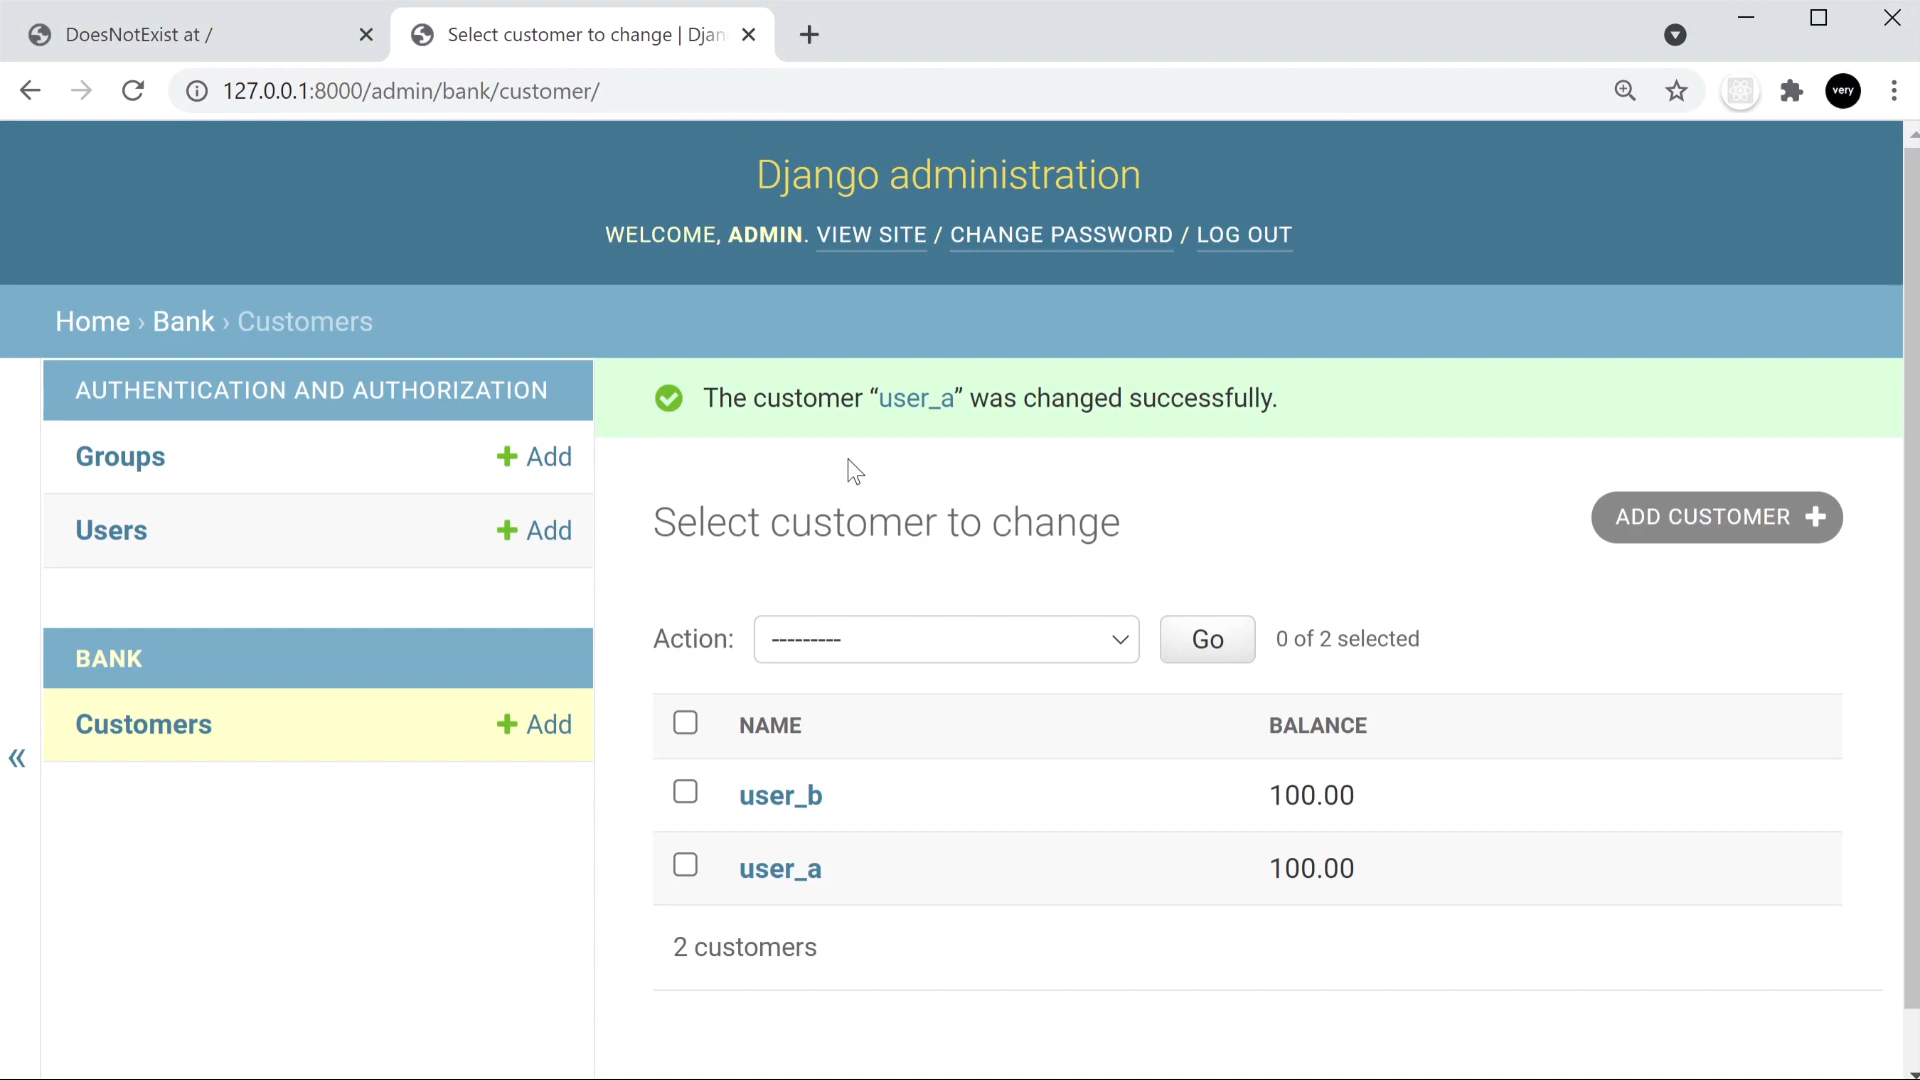 DoesNotExist at /
Select customer to change | Djan
127.0.0.1:8000/admin/bank/customer/
very
Django administration
WELCOME, ADMIN. VIEW SITE / CHANGE PASSWORD / LOG OUT
Home › Bank › Customers
AUTHENTICATION AND AUTHORIZATION
Groups + Add
Users + Add
BANK
Customers + Add
«
The customer “user_a” was changed successfully.
Select customer to change
ADD CUSTOMER +
Action: --------- Go 0 of 2 selected
NAME BALANCE
user_b 100.00
user_a 100.00
2 customers